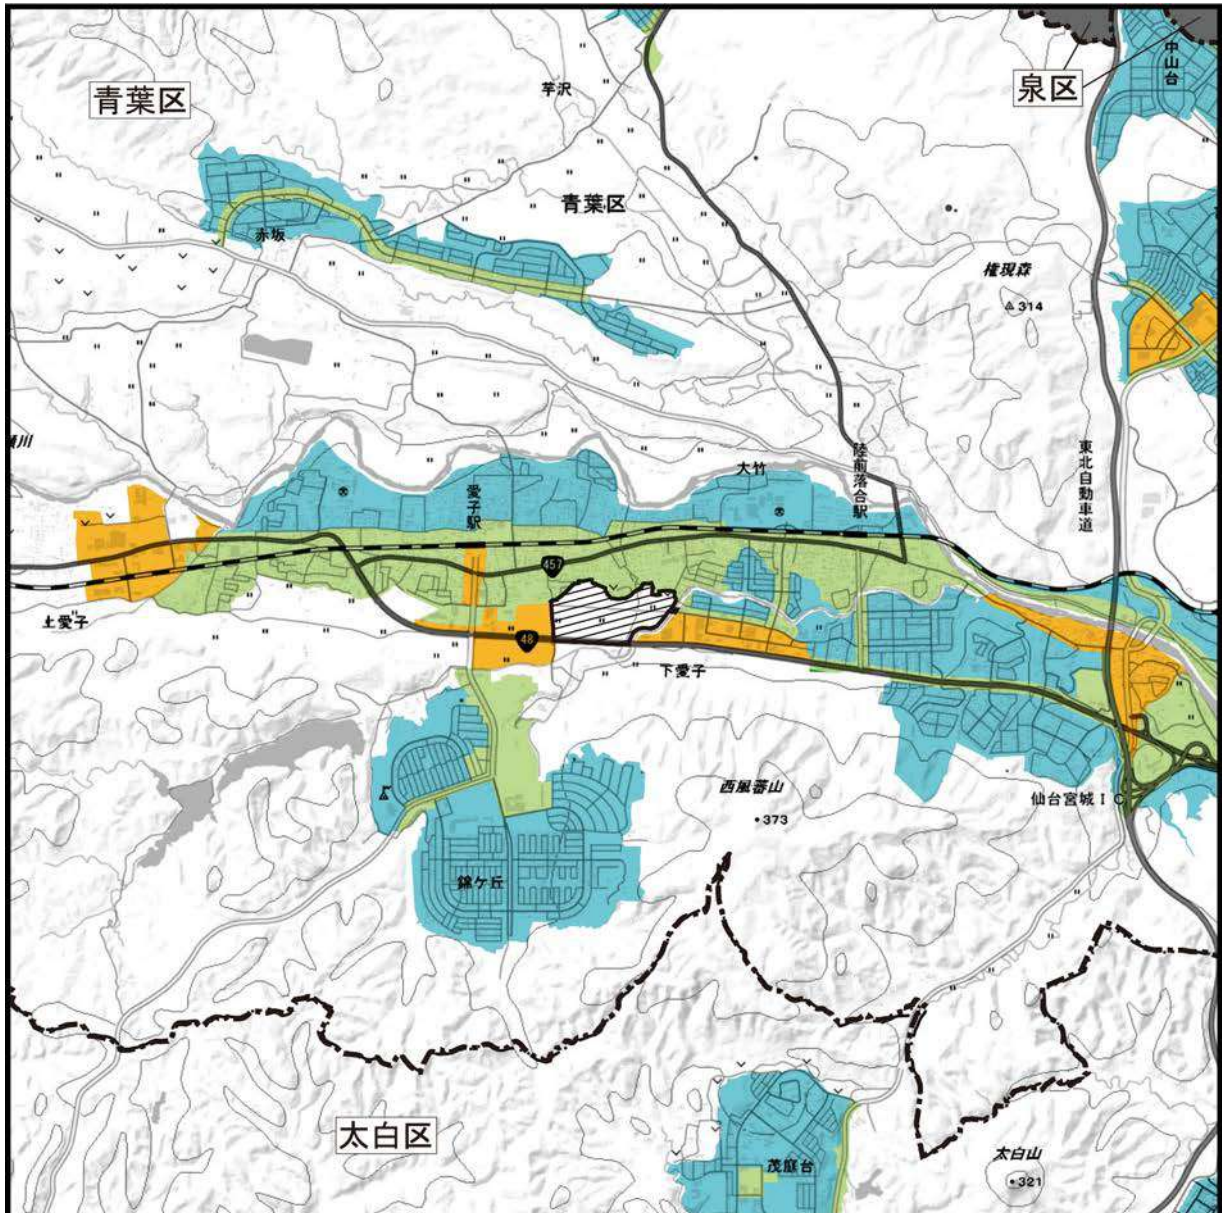 中山台
泉区
青葉区
芋沢
青葉区
赤坂
権現森
314
東北自動車道
陸前落合駅
大竹
愛子駅
457
上愛子
48
下愛子
西風蕃山
373
仙台宮城IC
錦ケ丘
太白区
茂庭台
太白山
321